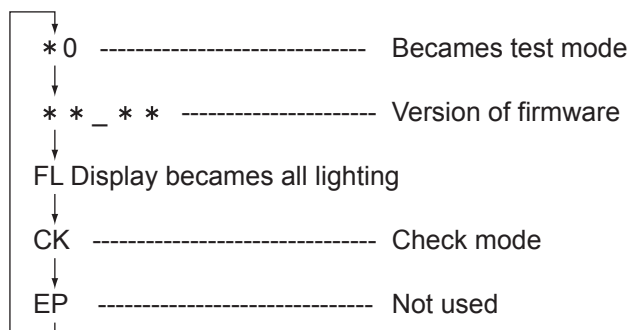 *0 ----------------------------- Becames test mode
* * _ * * --------------------- Version of firmware
FL Display becames all lighting
CK ------------------------------- Check mode
EP ------------------------------ Not used